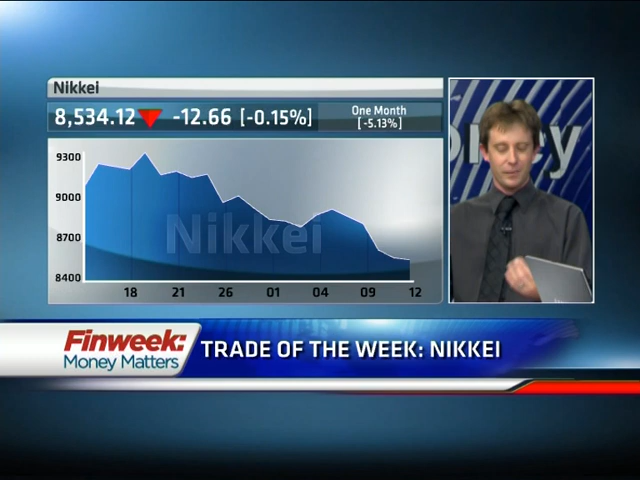 Nikkei
8,534.12 -12.66 [-0.15%]
One Month
[-5.13%]
9300
9000
8700
8400
Nikkei
18 21 26 01 04 09 12
oney
Finweek:
Money Matters
TRADE OF THE WEEK: NIKKEI